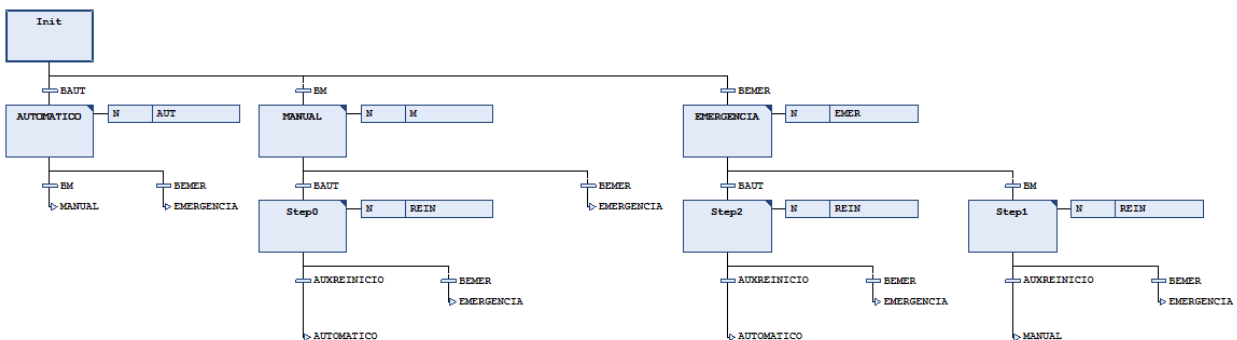 Init
BAUT
BM
BEMER
AUTOMATICO N AUT
MANUAL N M
EMERGENCIA N EMER
BM
BEMER
BAUT
BEMER
BAUT
BM
MANUAL
EMERGENCIA
Step0 N REIN
EMERGENCIA
Step2 N REIN
Step1 N REIN
AUXREINICIO
BEMER
AUXREINICIO
BEMER
AUXREINICIO
BEMER
EMERGENCIA
EMERGENCIA
EMERGENCIA
AUTOMATICO
AUTOMATICO
MANUAL